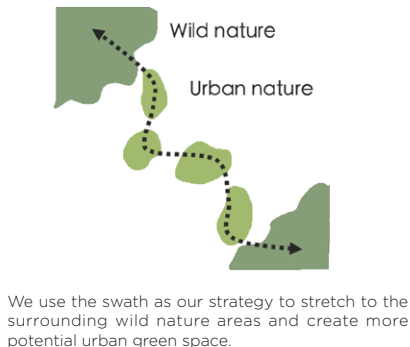 Wild nature
Urban nature
We use the swath as our strategy to stretch to the
surrounding wild nature areas and create more
potential urban green space.